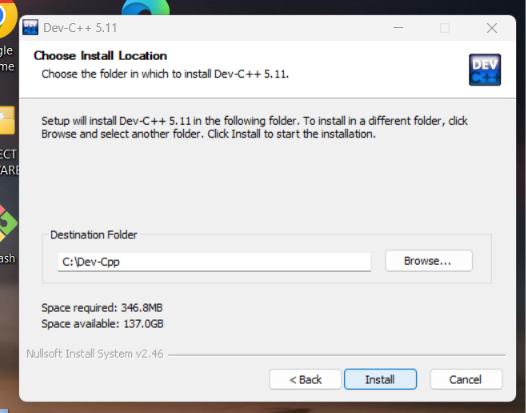 Dev-C++ 5.11
gle
me
Choose Install Location
Choose the folder in which to install Dev-C++ 5.11.
DEV
C++
Setup will install Dev-C++ 5.11 in the following folder. To install in a different folder, click
Browse and select another folder. Click Install to start the installation.
ECT
ARE
ash
Destination Folder
C:\Dev-Cpp
Browse...
Space required: 346.8MB
Space available: 137.0GB
Nullsoft Install System v2.46
< Back
Install
Cancel